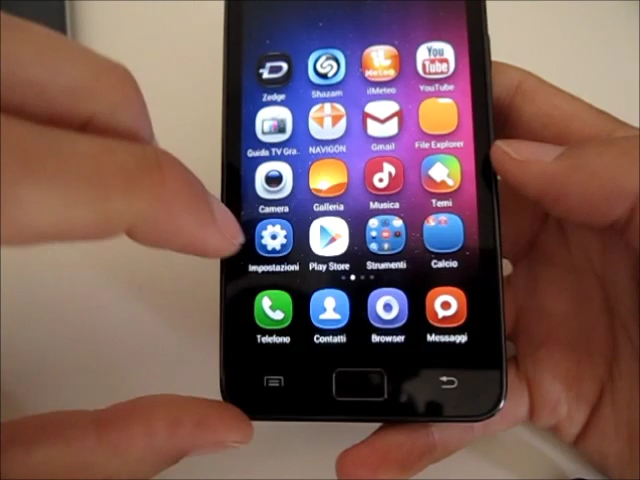 Zedge Shazam ilMeteo YouTube
Guida TV Gra.. NAVIGON Gmail File Explorer
Camera Galleria Musica Temi
Impostazioni Play Store Strumenti Calcio
Telefono Contatti Browser Messaggi